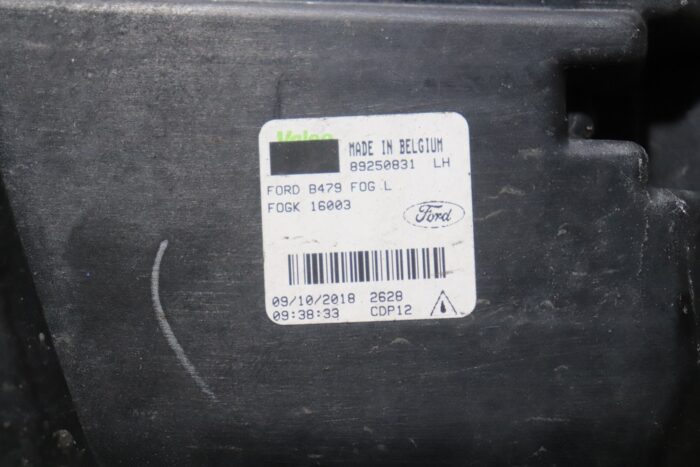 Valeo
MADE IN BELGIUM
89250831 LH
FORD B479 FOG L
FOGK 16003
Ford
09/10/2018 2628
09:38:33 CDP12